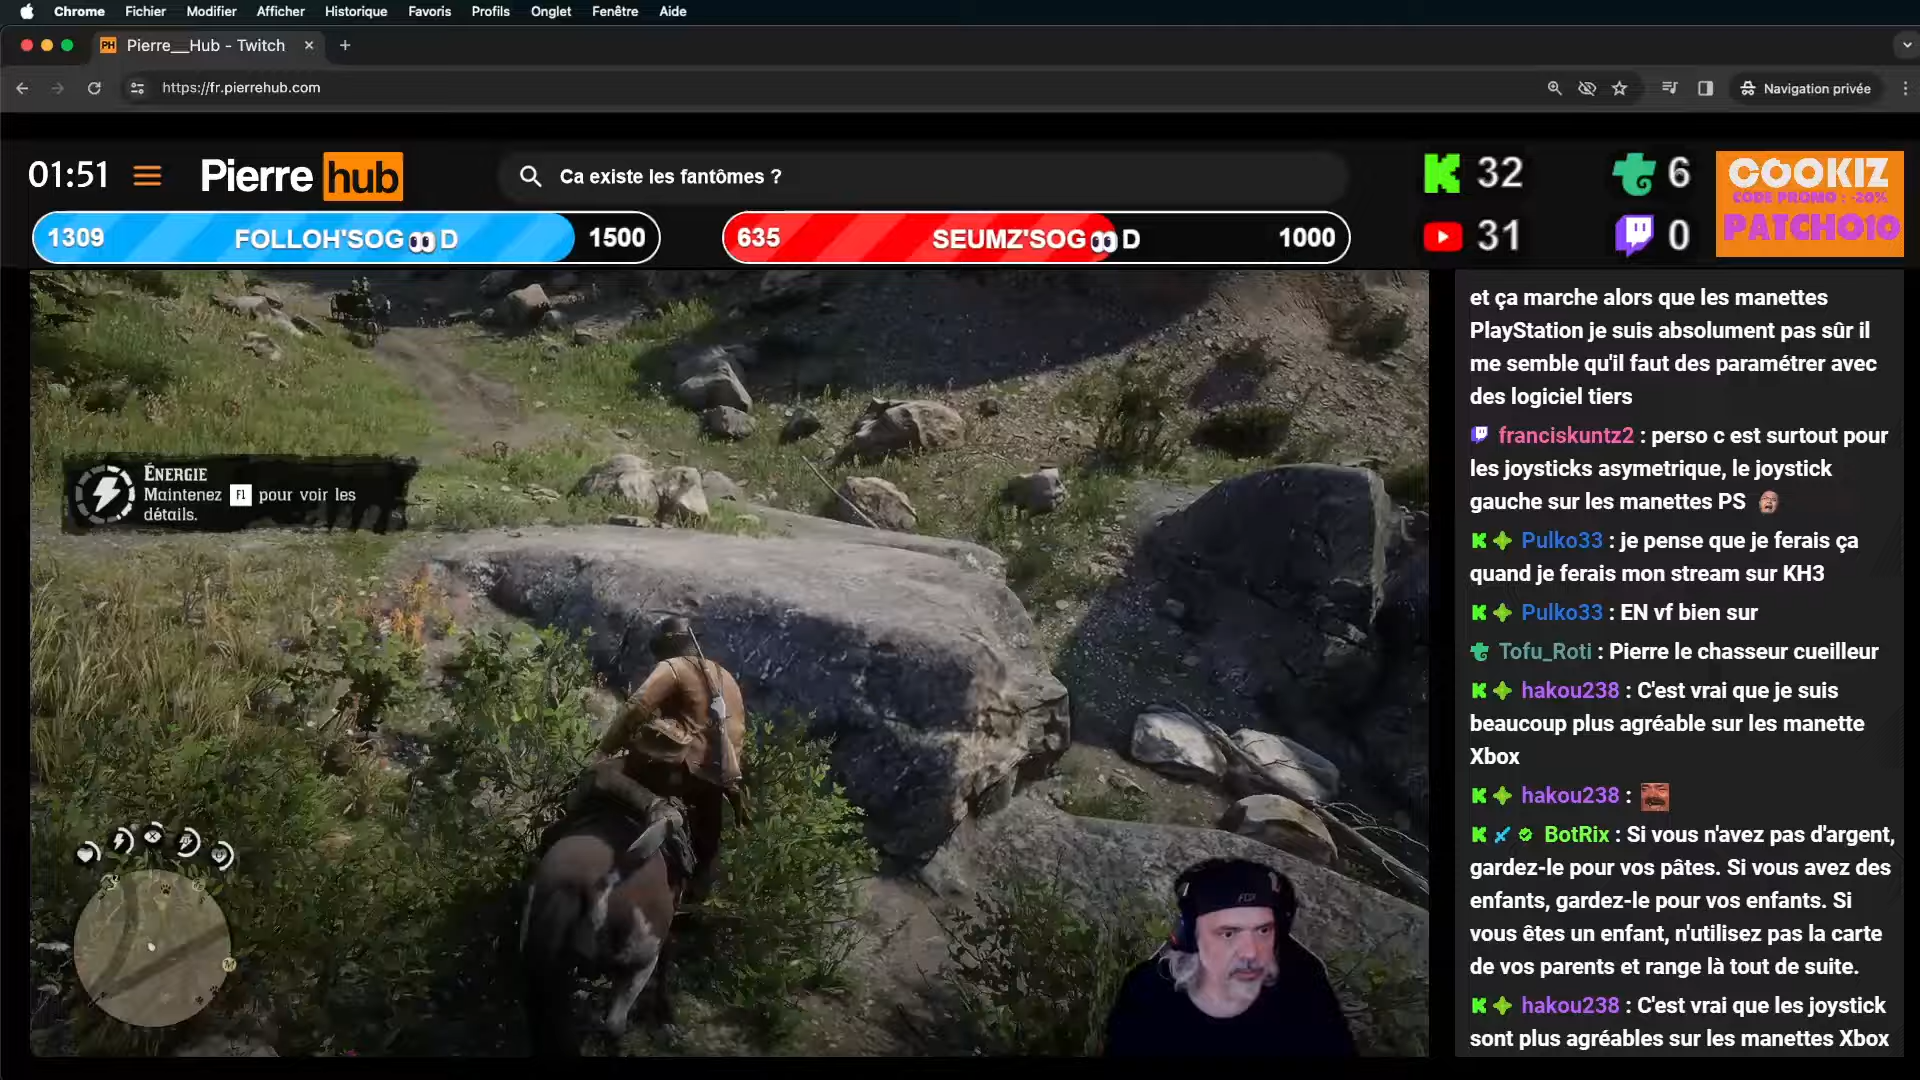 Chrome Fichier Modifier Afficher Historique Favoris Profils Onglet Fenêtre Aide
PH Pierre__Hub - Twitch
https://fr.pierrehub.com
Navigation privée
01:51 Pierre hub
Ca existe les fantômes ?
K 32 6
COOKIZ
CODE PROMO : -20%
PATCHO10
1309 FOLLOH'SOG👀D 1500
635 SEUMZ'SOG👀D 1000
31 0
ÉNERGIE
Maintenez F1 pour voir les
détails.
FOX
M
et ça marche alors que les manettes
PlayStation je suis absolument pas sûr il
me semble qu'il faut des paramétrer avec
des logiciel tiers
franciskuntz2 : perso c est surtout pour
les joysticks asymetrique, le joystick
gauche sur les manettes PS
Pulko33 : je pense que je ferais ça
quand je ferais mon stream sur KH3
Pulko33 : EN vf bien sur
Tofu_Roti : Pierre le chasseur cueilleur
hakou238 : C'est vrai que je suis
beaucoup plus agréable sur les manette
Xbox
hakou238 :
BotRix : Si vous n'avez pas d'argent,
gardez-le pour vos pâtes. Si vous avez des
enfants, gardez-le pour vos enfants. Si
vous êtes un enfant, n'utilisez pas la carte
de vos parents et range là tout de suite.
hakou238 : C'est vrai que les joystick
sont plus agréables sur les manettes Xbox